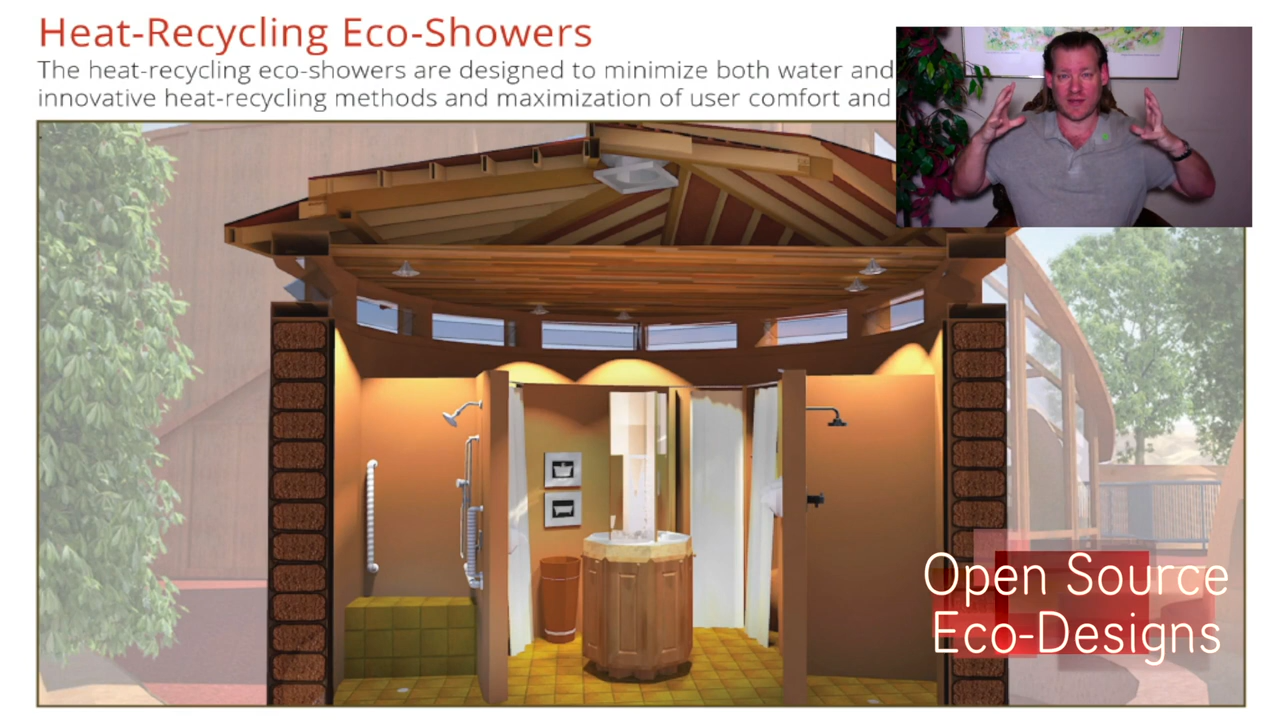 Heat-Recycling Eco-Showers
The heat-recycling eco-showers are designed to minimize both water and
innovative heat-recycling methods and maximization of user comfort and
Open Source
Eco-Designs